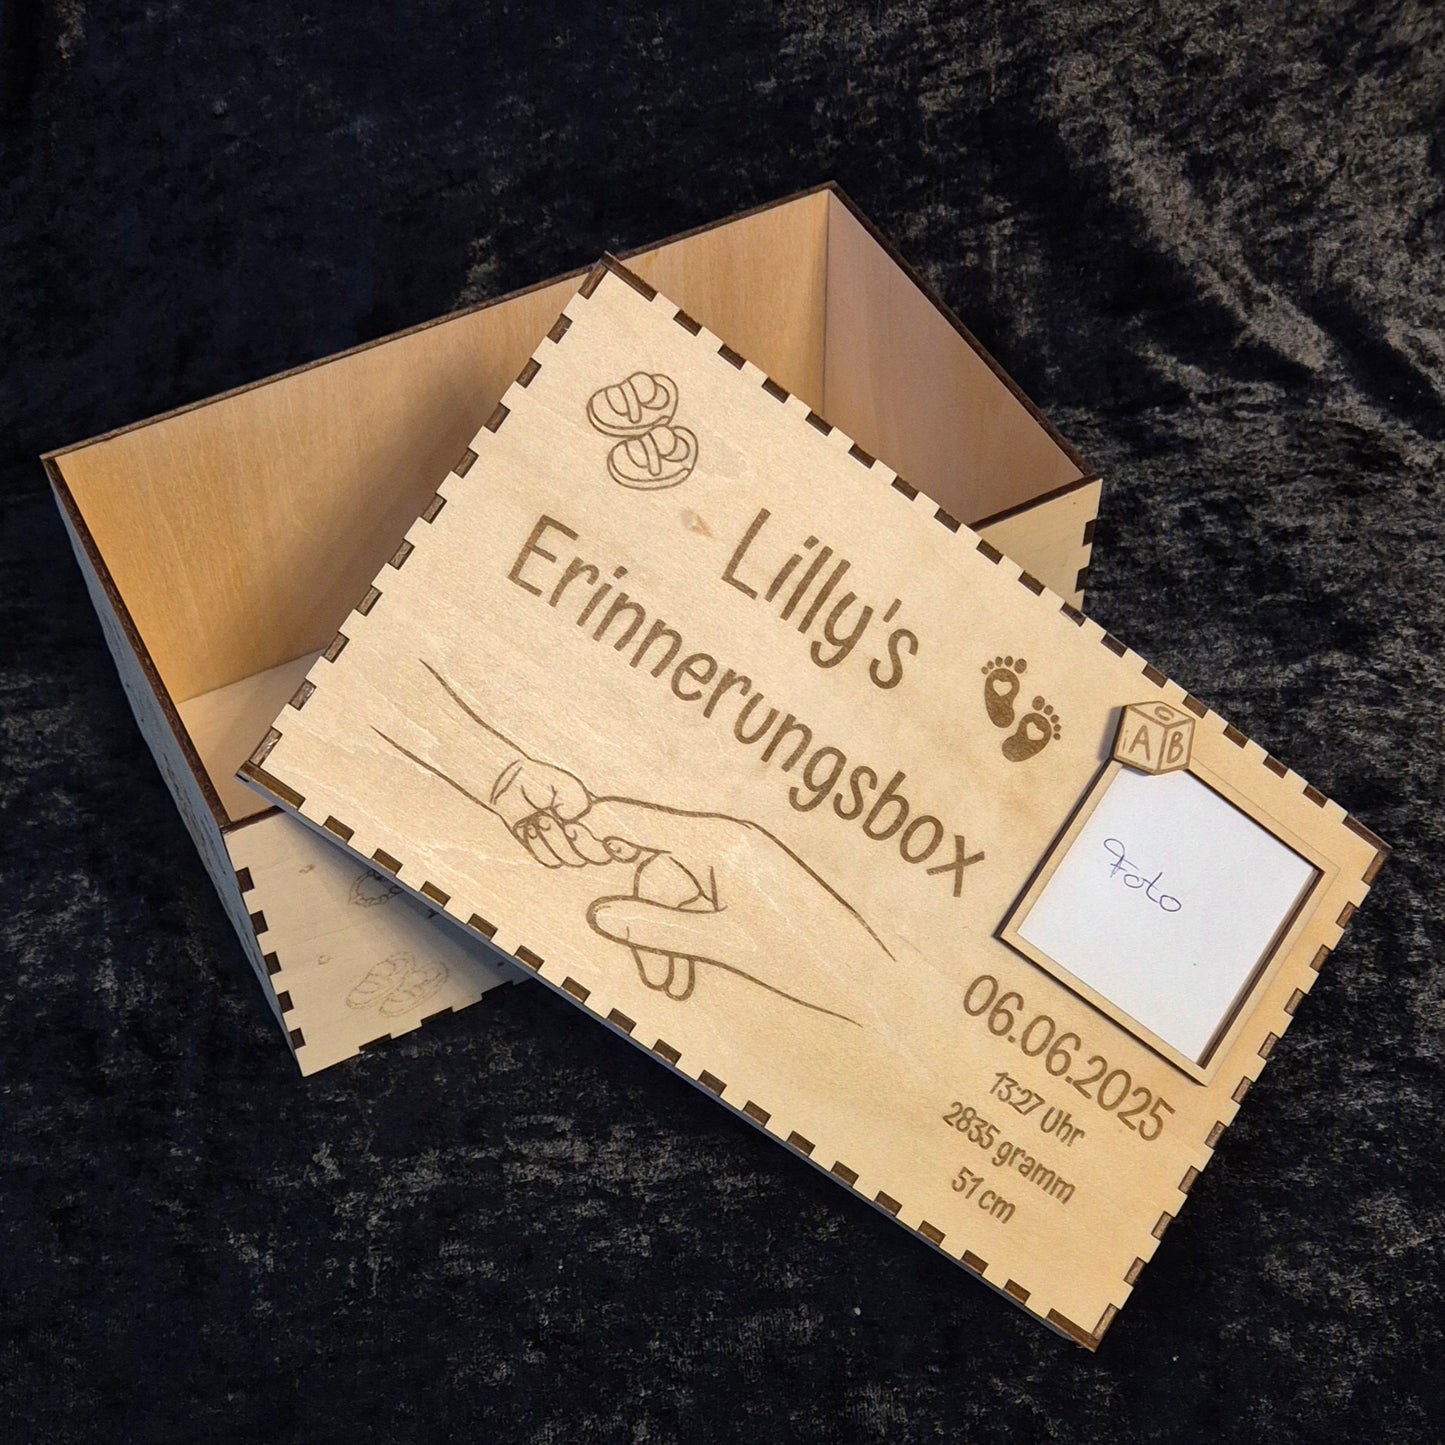 Lilly's
Erinnerungsbox
A B
Foto
06.06.2025
13:27 Uhr
2835 gramm
51 cm